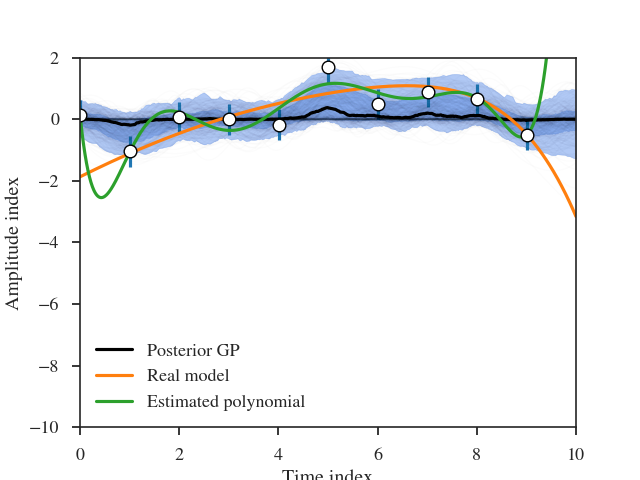 2
0
−2
−4
−6
−8
−10
Amplitude index
Posterior GP
Real model
Estimated polynomial
0 2 4 6 8 10
Time index